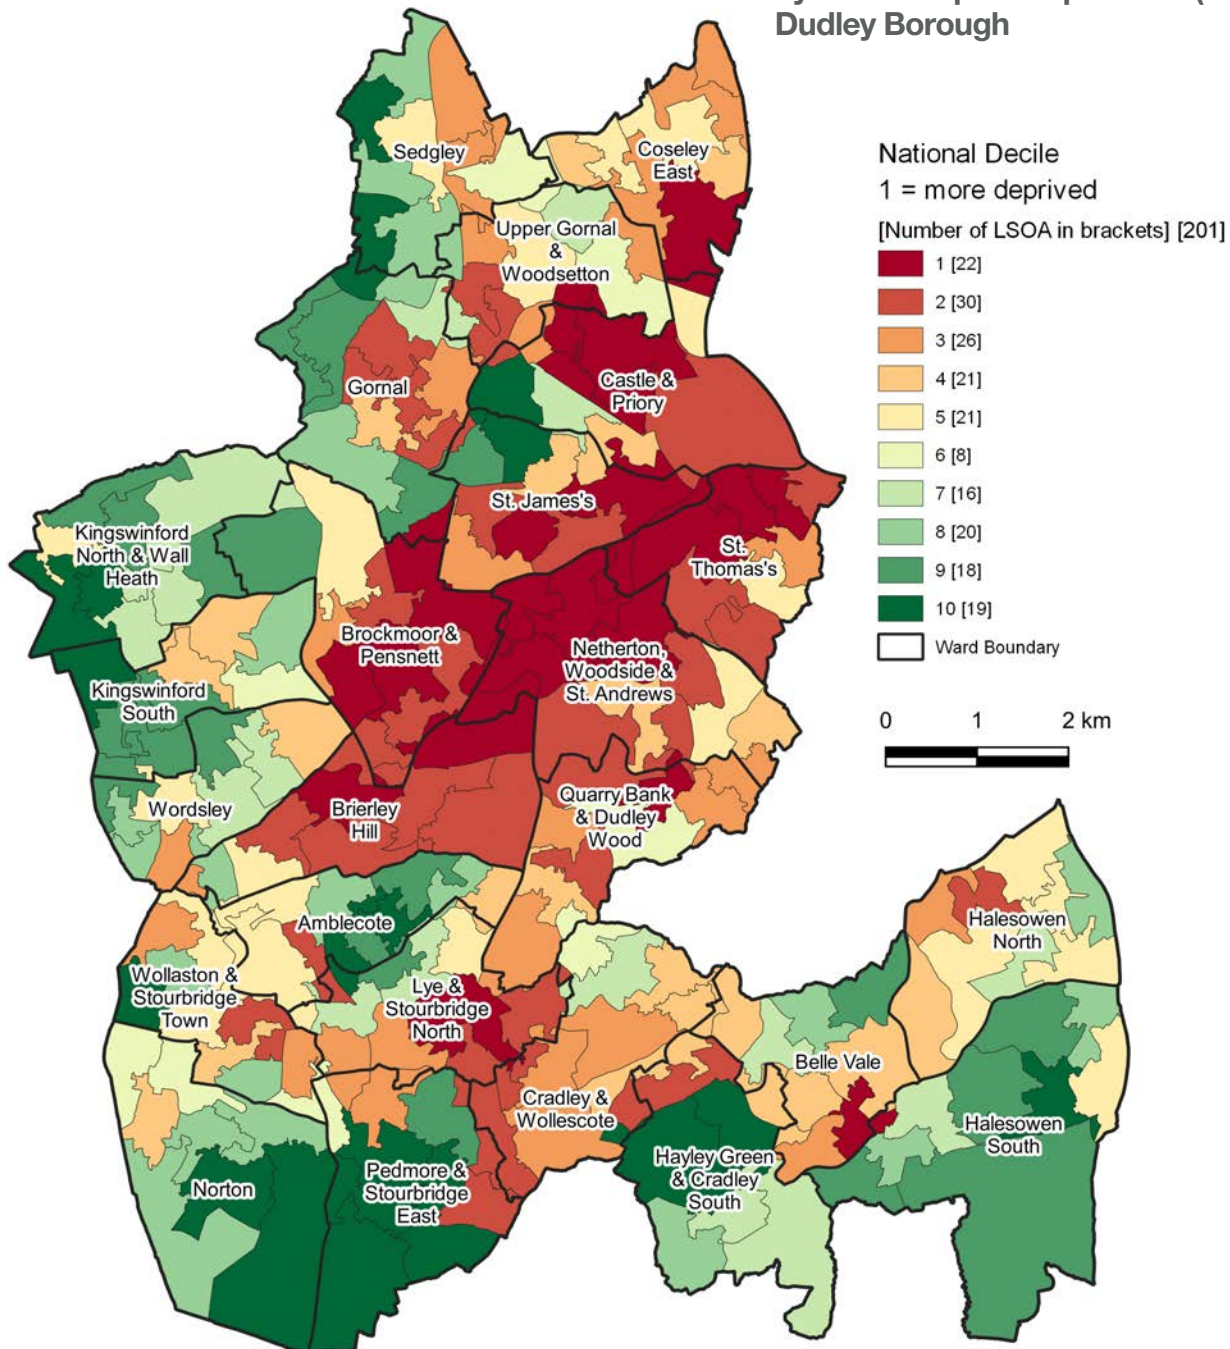 Dudley Borough
National Decile
1 = more deprived
[Number of LSOA in brackets] [201]
1 [22]
2 [30]
3 [26]
4 [21]
5 [21]
6 [8]
7 [16]
8 [20]
9 [18]
10 [19]
Ward Boundary
0 1 2 km
Sedgley
Coseley
East
Upper Gornal
&
Woodsetton
Gornal
Castle &
Priory
St. James's
Kingswinford
North & Wall
Heath
St.
Thomas's
Brockmoor &
Pensnett
Netherton,
Woodside &
St. Andrews
Kingswinford
South
Wordsley
Brierley
Hill
Quarry Bank
& Dudley
Wood
Amblecote
Halesowen
North
Wollaston &
Stourbridge
Town
Lye &
Stourbridge
North
Belle Vale
Cradley &
Wollescote
Halesowen
South
Hayley Green
& Cradley
South
Norton
Pedmore &
Stourbridge
East